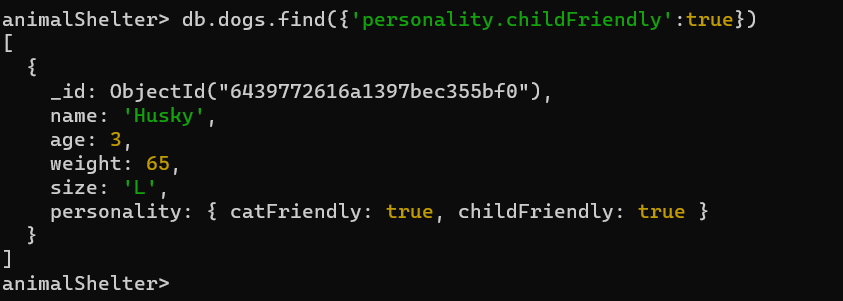 animalShelter> db.dogs.find({'personality.childFriendly':true})
[
  {
    _id: ObjectId("6439772616a1397bec355bf0"),
    name: 'Husky',
    age: 3,
    weight: 65,
    size: 'L',
    personality: { catFriendly: true, childFriendly: true }
  }
]
animalShelter>